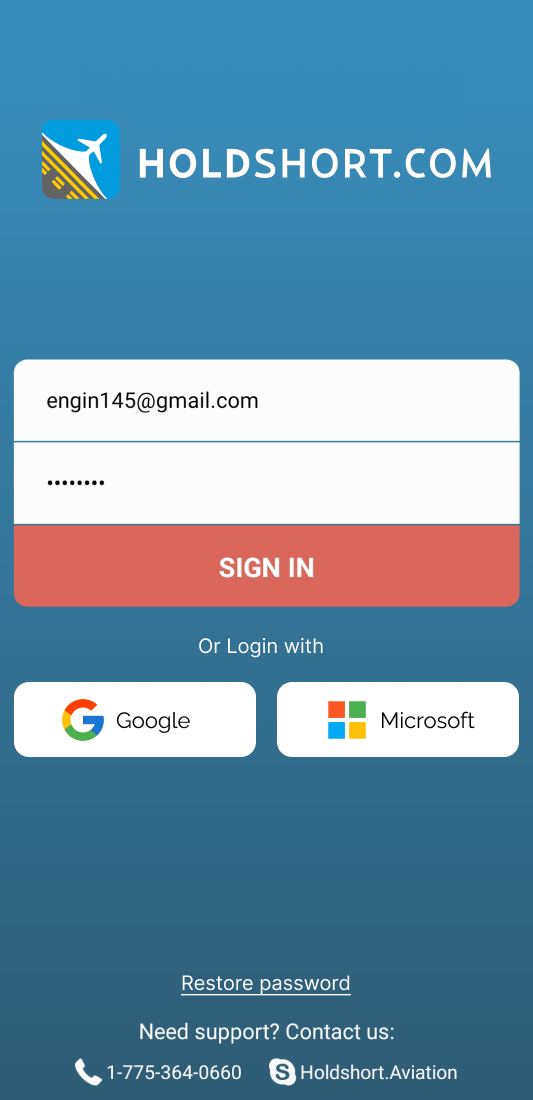 HOLDSHORT.COM
engin145@gmail.com
••••••••
SIGN IN
Or Login with
Google Microsoft
Restore password
Need support? Contact us:
1-775-364-0660 Holdshort.Aviation